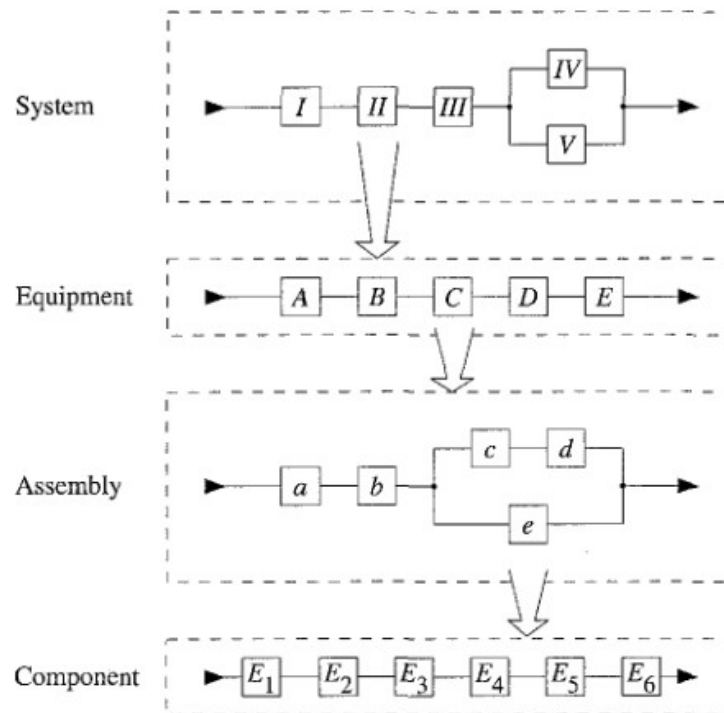 IV
System
I II III
V
Equipment
A B C D E
c d
Assembly
a b
e
Component
E1 E2 E3 E4 E5 E6